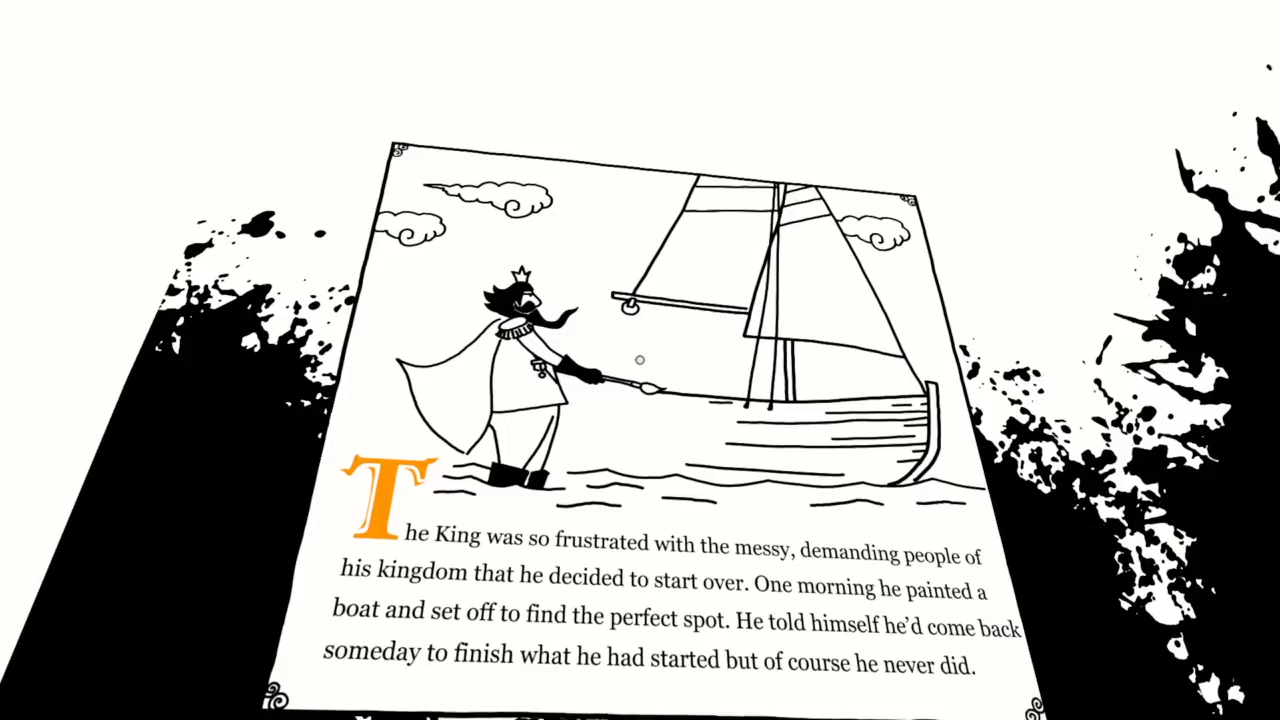 The King was so frustrated with the messy, demanding people of
his kingdom that he decided to start over. One morning he painted a
boat and set off to find the perfect spot. He told himself he'd come back
someday to finish what he had started but of course he never did.